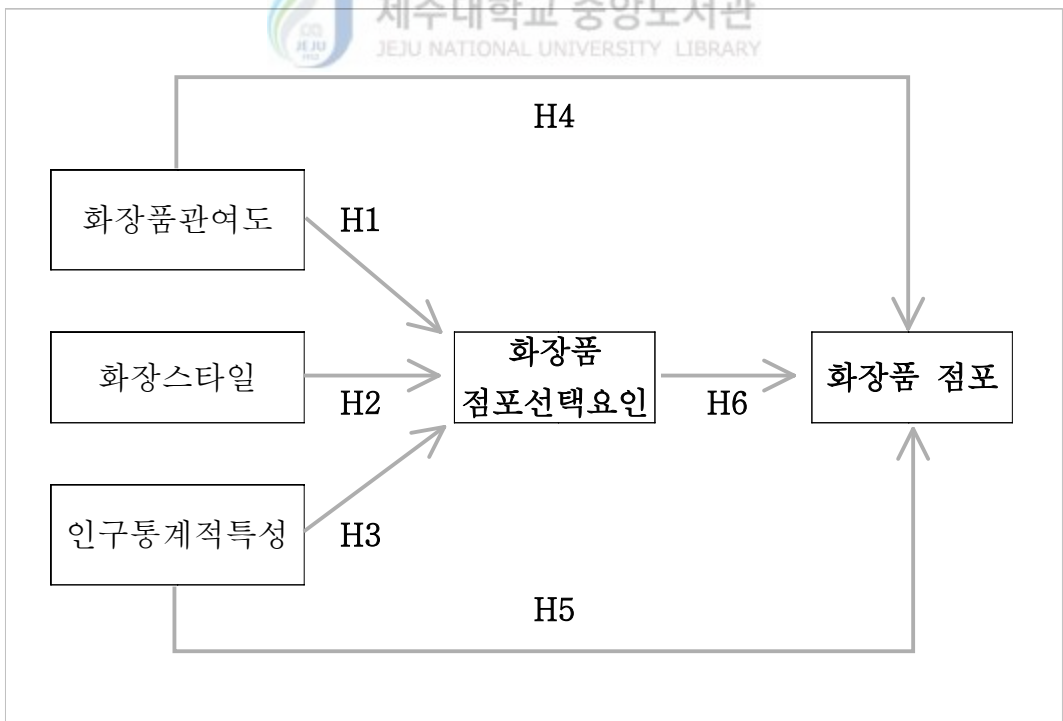 제주대학교 중앙도서관
JEJU NATIONAL UNIVERSITY LIBRARY
JEJU
1952
H4
화장품관여도
H1
화장스타일
H2
화장품
점포선택요인
H6
화장품 점포
인구통계적특성
H3
H5